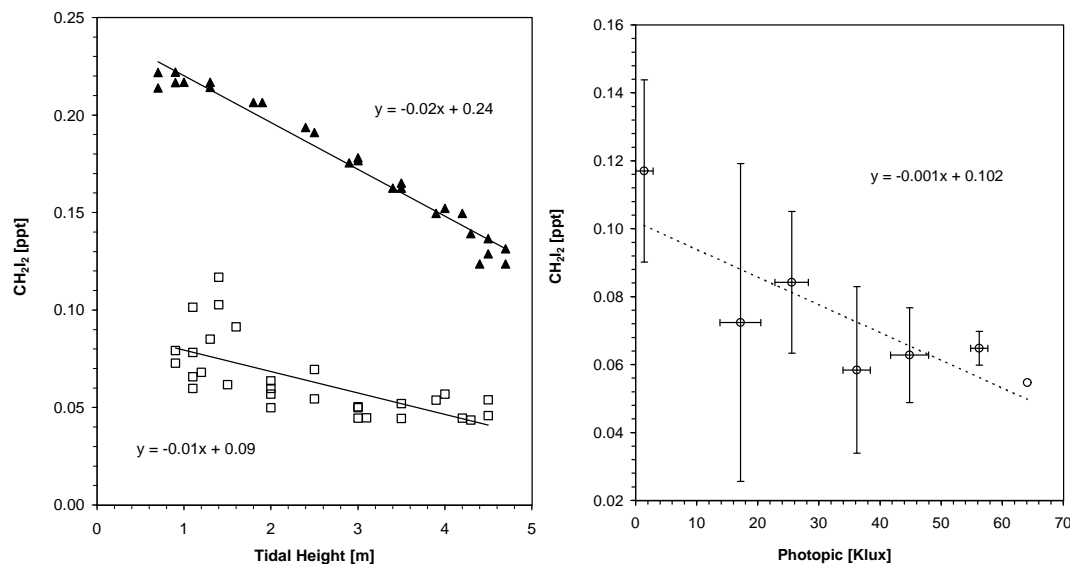 0.25
0.20
0.15
0.10
0.05
0.00
CH₂I₂ [ppt]
y = -0.02x + 0.24
y = -0.01x + 0.09
0 1 2 3 4 5
Tidal Height [m]
0.16
0.14
0.12
0.10
0.08
0.06
0.04
0.02
CH₂I₂ [ppt]
y = -0.001x + 0.102
0 10 20 30 40 50 60 70
Photopic [Klux]